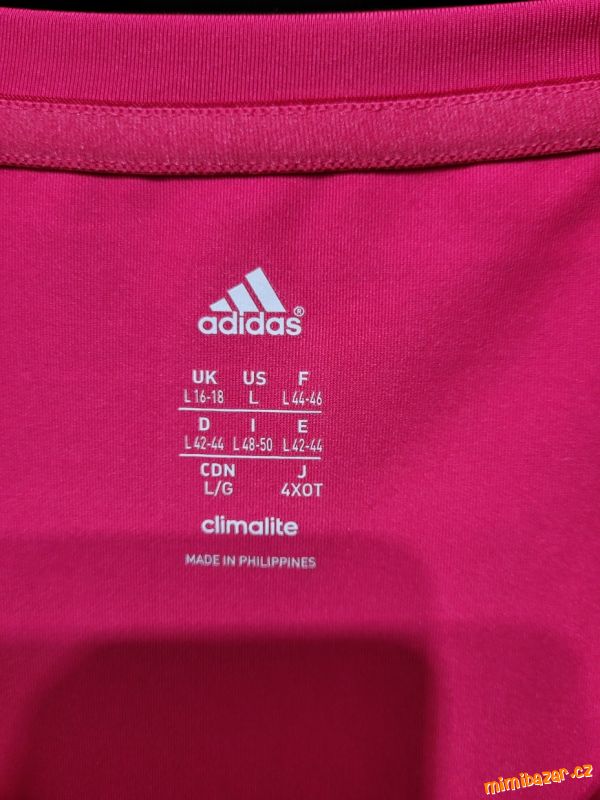 adidas®
UK US F
L 16-18 L L 44-46
D I E
L 42-44 L 48-50 L 42-44
CDN J
L/G 4XOT
climalite
MADE IN PHILIPPINES
mimibazar.cz